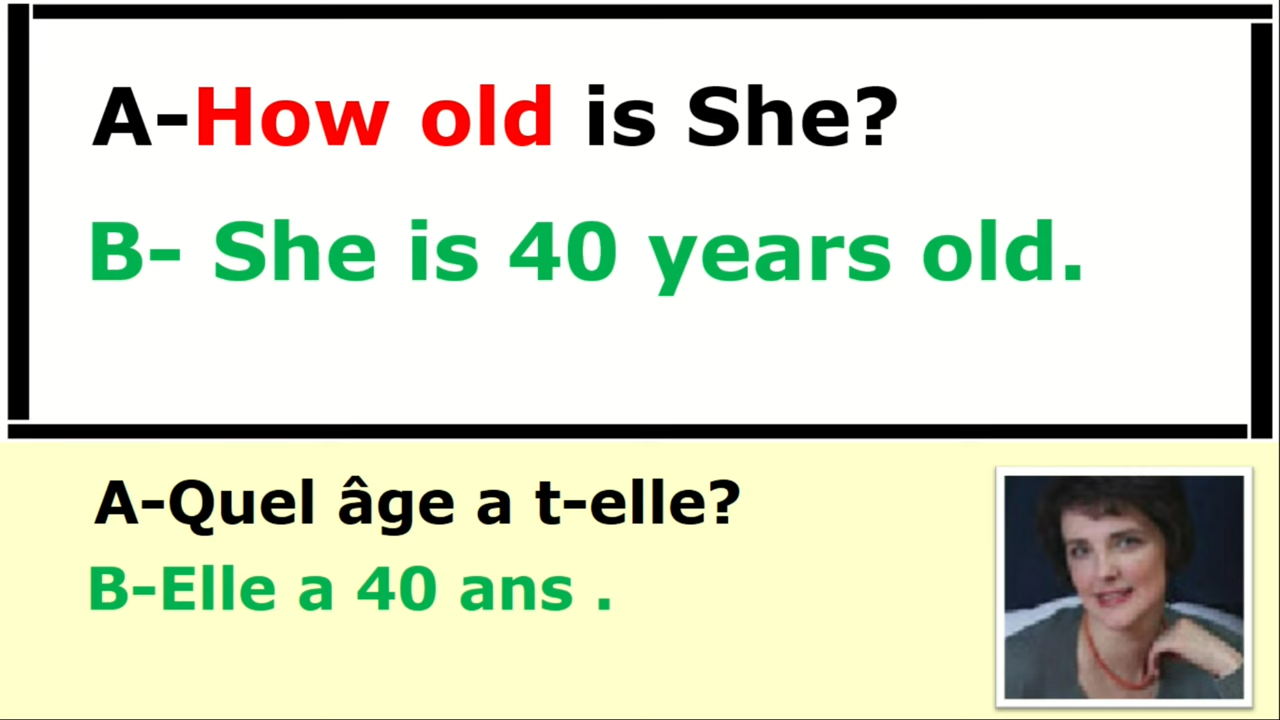 A-How old is She?
B- She is 40 years old.
A-Quel âge a t-elle?
B-Elle a 40 ans .